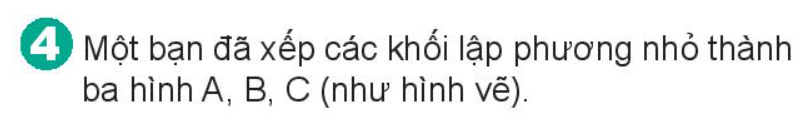 4 Một bạn đã xếp các khối lập phương nhỏ thành
ba hình A, B, C (như hình vẽ).